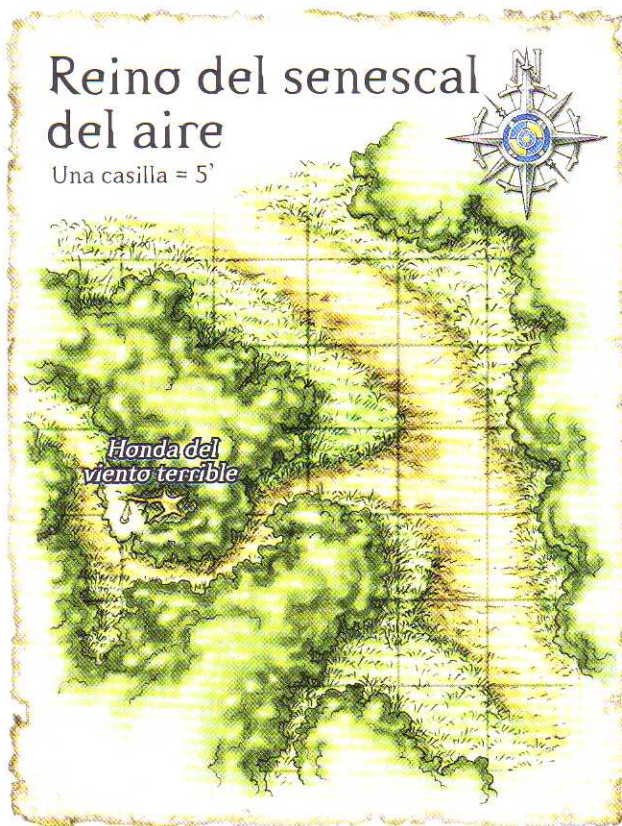 Reino del senescal
del aire
Una casilla = 5'
N
Honda del
viento terrible